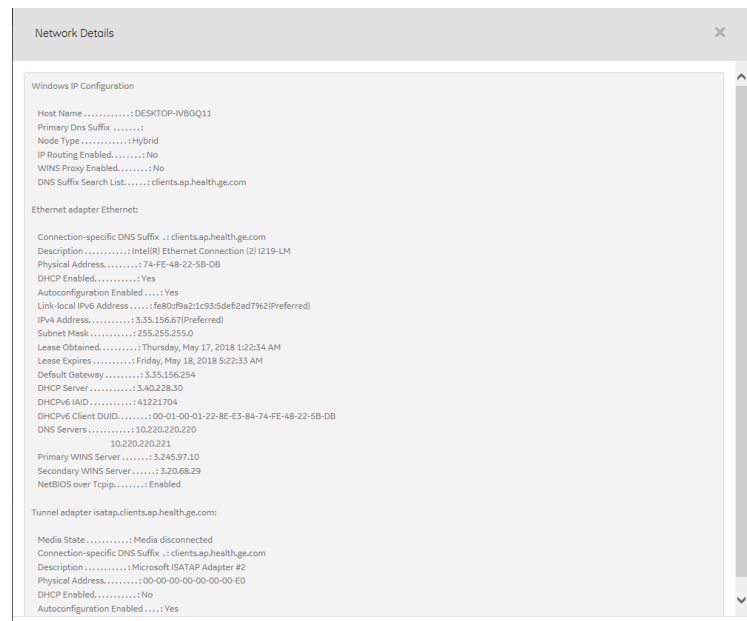 Network Details
Windows IP Configuration
Host Name . . . . . . . . . . . . : DESKTOP-IVBGQ11
Primary Dns Suffix . . . . . . . :
Node Type . . . . . . . . . . . . : Hybrid
IP Routing Enabled. . . . . . . . : No
WINS Proxy Enabled. . . . . . . . : No
DNS Suffix Search List. . . . . . : clients.ap.health.ge.com
Ethernet adapter Ethernet:
Connection-specific DNS Suffix . : clients.ap.health.ge.com
Description . . . . . . . . . . . : Intel(R) Ethernet Connection (2) I219-LM
Physical Address. . . . . . . . . : 74-FE-48-22-5B-DB
DHCP Enabled. . . . . . . . . . . : Yes
Autoconfiguration Enabled . . . . : Yes
Link-local IPv6 Address . . . . . : fe80::f9a2:1c93:5def:2ad7%2(Preferred)
IPv4 Address. . . . . . . . . . . : 3.35.156.67(Preferred)
Subnet Mask . . . . . . . . . . . : 255.255.255.0
Lease Obtained. . . . . . . . . . : Thursday, May 17, 2018 1:22:34 AM
Lease Expires . . . . . . . . . . : Friday, May 18, 2018 5:22:33 AM
Default Gateway . . . . . . . . . : 3.35.156.254
DHCP Server . . . . . . . . . . . : 3.40.228.30
DHCPv6 IAID . . . . . . . . . . . : 41221704
DHCPv6 Client DUID. . . . . . . . : 00-01-00-01-22-8E-E3-84-74-FE-48-22-5B-DB
DNS Servers . . . . . . . . . . . : 10.220.220.220
10.220.220.221
Primary WINS Server . . . . . . . : 3.245.97.10
Secondary WINS Server . . . . . . : 3.20.68.29
NetBIOS over Tcpip. . . . . . . . : Enabled
Tunnel adapter isatap.clients.ap.health.ge.com:
Media State . . . . . . . . . . . : Media disconnected
Connection-specific DNS Suffix . : clients.ap.health.ge.com
Description . . . . . . . . . . . : Microsoft ISATAP Adapter #2
Physical Address. . . . . . . . . : 00-00-00-00-00-00-00-E0
DHCP Enabled. . . . . . . . . . . : No
Autoconfiguration Enabled . . . . : Yes